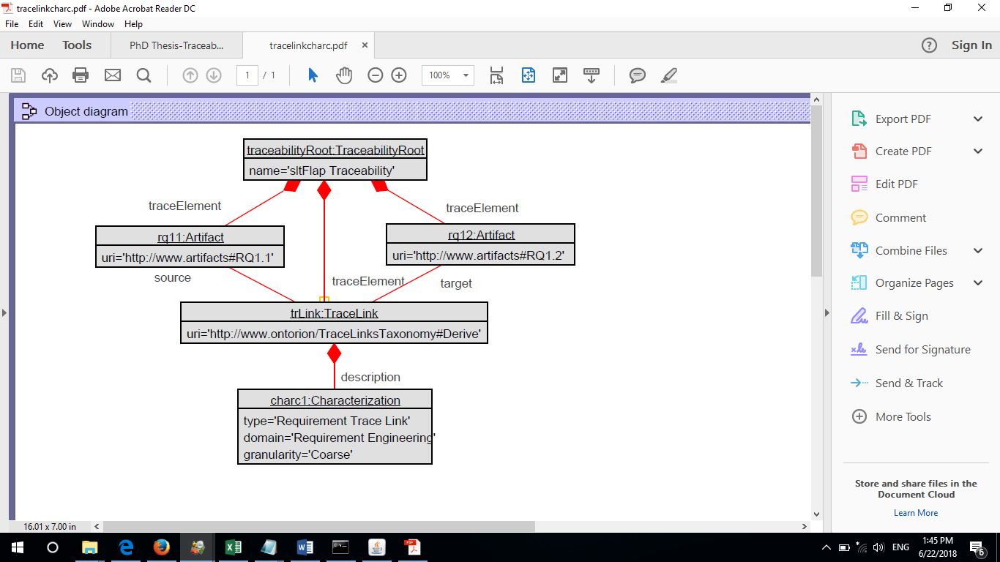 tracelinkcharc.pdf - Adobe Acrobat Reader DC
File Edit View Window Help
Home Tools PhD Thesis-Traceab... tracelinkcharc.pdf × ? Sign In
1 / 1 100%
Object diagram
traceabilityRoot:TraceabilityRoot
name='sltFlap Traceability'
traceElement
traceElement
rq11:Artifact
uri='http://www.artifacts#RQ1.1'
rq12:Artifact
uri='http://www.artifacts#RQ1.2'
source
traceElement
target
trLink:TraceLink
uri='http://www.ontorion/TraceLinksTaxonomy#Derive'
description
charc1:Characterization
type='Requirement Trace Link'
domain='Requirement Engineering'
granularity='Coarse'
16.01 x 7.00 in
Export PDF
Create PDF
Edit PDF
Comment
Combine Files
Organize Pages
Fill & Sign
Send for Signature
Send & Track
More Tools
Store and share files in the
Document Cloud
Learn More
ENG
1:45 PM
6/22/2018
6